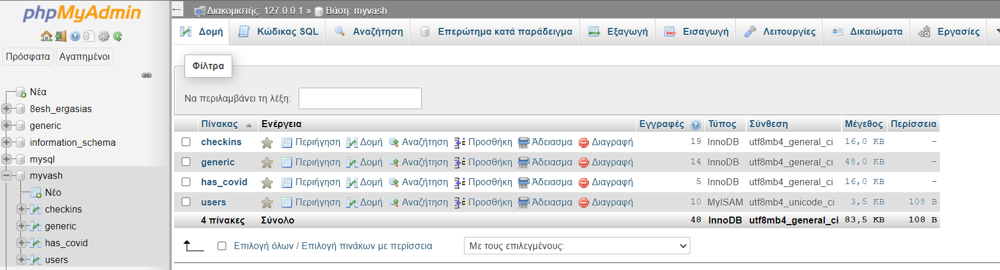 phpMyAdmin
Πρόσφατα Αγαπημένοι
Νέα
8esh_ergasias
generic
information_schema
mysql
myvash
Νέο
checkins
generic
has_covid
users
← Διακομιστής: 127.0.0.1 » Βάση: myvash
Δομή Κώδικας SQL Αναζήτηση Επερώτημα κατά παράδειγμα Εξαγωγή Εισαγωγή Λειτουργίες Δικαιώματα Εργασίες
Φίλτρα
Να περιλαμβάνει τη λέξη:
Πίνακας Ενέργεια Εγγραφές Τύπος Σύνθεση Μέγεθος Περίσσεια
checkins Περιήγηση Δομή Αναζήτηση Προσθήκη Άδειασμα Διαγραφή 19 InnoDB utf8mb4_general_ci 16,0 KB -
generic Περιήγηση Δομή Αναζήτηση Προσθήκη Άδειασμα Διαγραφή 14 InnoDB utf8mb4_general_ci 48,0 KB -
has_covid Περιήγηση Δομή Αναζήτηση Προσθήκη Άδειασμα Διαγραφή 5 InnoDB utf8mb4_general_ci 16,0 KB -
users Περιήγηση Δομή Αναζήτηση Προσθήκη Άδειασμα Διαγραφή 10 MyISAM utf8mb4_unicode_ci 3,5 KB 108 B
4 πίνακες Σύνολο 48 InnoDB utf8mb4_general_ci 83,5 KB 108 B
Επιλογή όλων / Επιλογή πινάκων με περίσσεια Με τους επιλεγμένους: